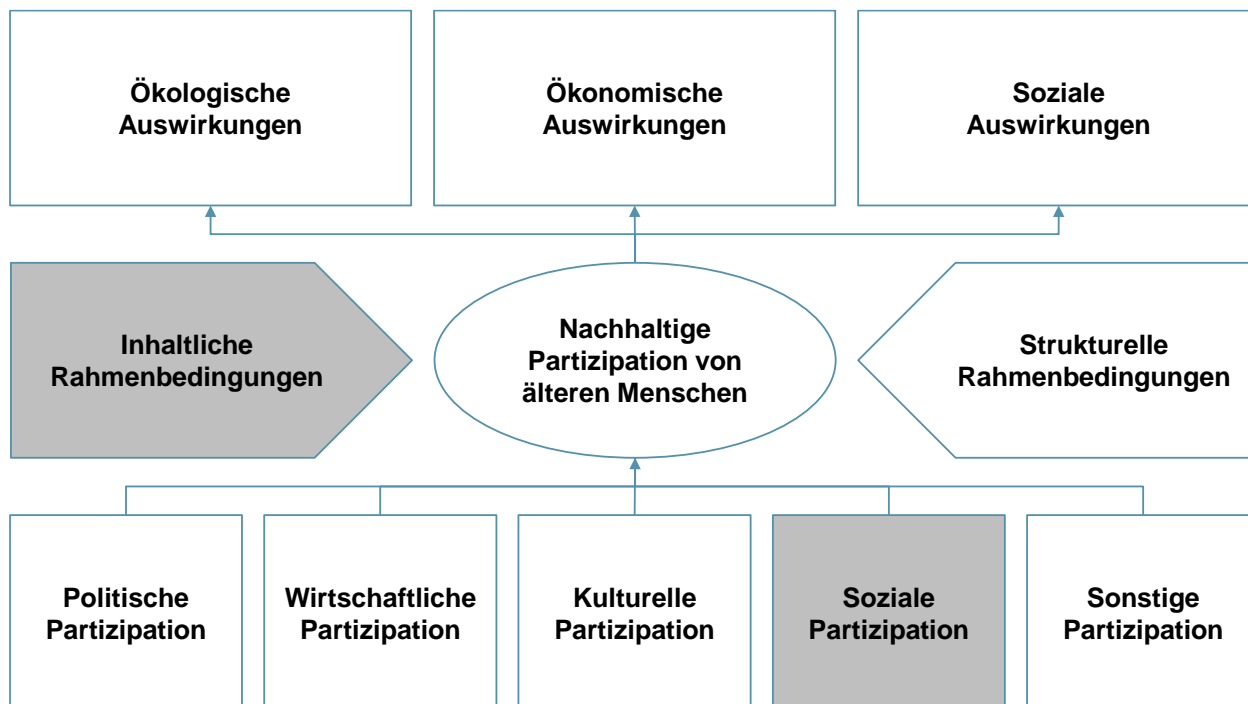 Ökologische
Auswirkungen
Ökonomische
Auswirkungen
Soziale
Auswirkungen
Inhaltliche
Rahmenbedingungen
Nachhaltige
Partizipation von
älteren Menschen
Strukturelle
Rahmenbedingungen
Politische
Partizipation
Wirtschaftliche
Partizipation
Kulturelle
Partizipation
Soziale
Partizipation
Sonstige
Partizipation